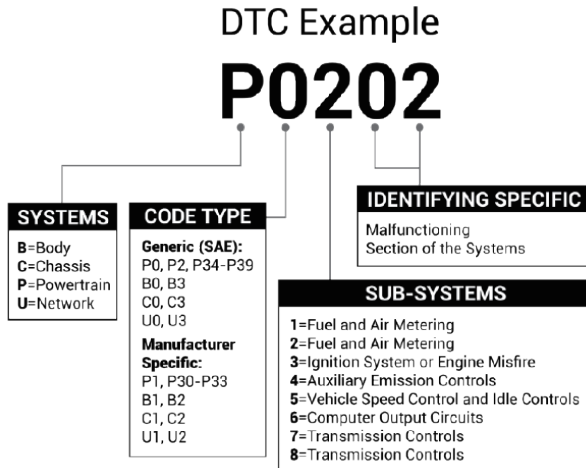 DTC Example
P0202
SYSTEMS
B=Body
C=Chassis
P=Powertrain
U=Network
CODE TYPE
Generic (SAE):
P0, P2, P34-P39
B0, B3
C0, C3
U0, U3
Manufacturer
Specific:
P1, P30-P33
B1, B2
C1, C2
U1, U2
IDENTIFYING SPECIFIC
Malfunctioning
Section of the Systems
SUB-SYSTEMS
1=Fuel and Air Metering
2=Fuel and Air Metering
3=Ignition System or Engine Misfire
4=Auxiliary Emission Controls
5=Vehicle Speed Control and Idle Controls
6=Computer Output Circuits
7=Transmission Controls
8=Transmission Controls